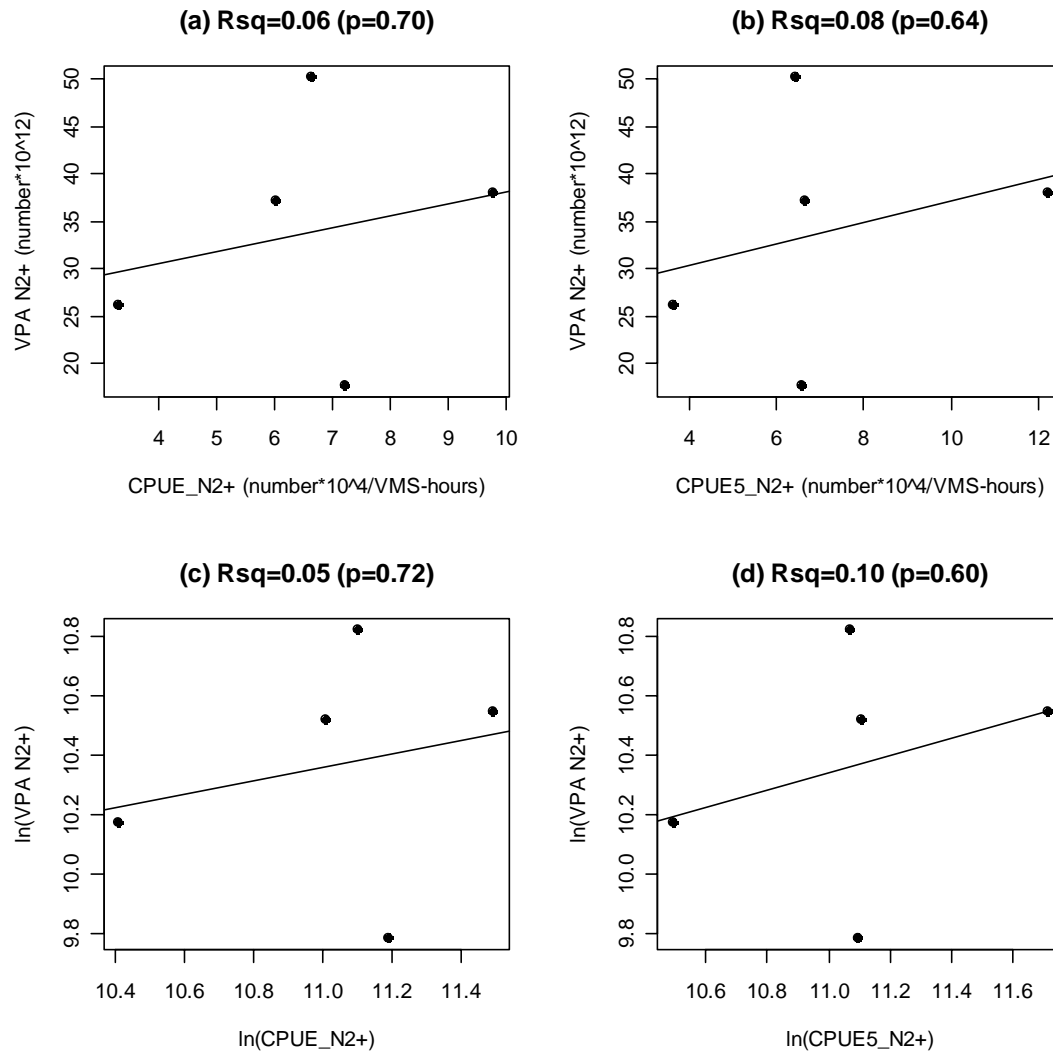 (a) Rsq=0.06 (p=0.70)
VPA N2+ (number*10^12)
50
45
40
35
30
25
20
4 5 6 7 8 9 10
CPUE_N2+ (number*10^4/VMS-hours)
(b) Rsq=0.08 (p=0.64)
VPA N2+ (number*10^12)
50
45
40
35
30
25
20
4 6 8 10 12
CPUE5_N2+ (number*10^4/VMS-hours)
(c) Rsq=0.05 (p=0.72)
ln(VPA N2+)
10.8
10.6
10.4
10.2
10.0
9.8
10.4 10.6 10.8 11.0 11.2 11.4
ln(CPUE_N2+)
(d) Rsq=0.10 (p=0.60)
ln(VPA N2+)
10.8
10.6
10.4
10.2
10.0
9.8
10.6 10.8 11.0 11.2 11.4 11.6
ln(CPUE5_N2+)